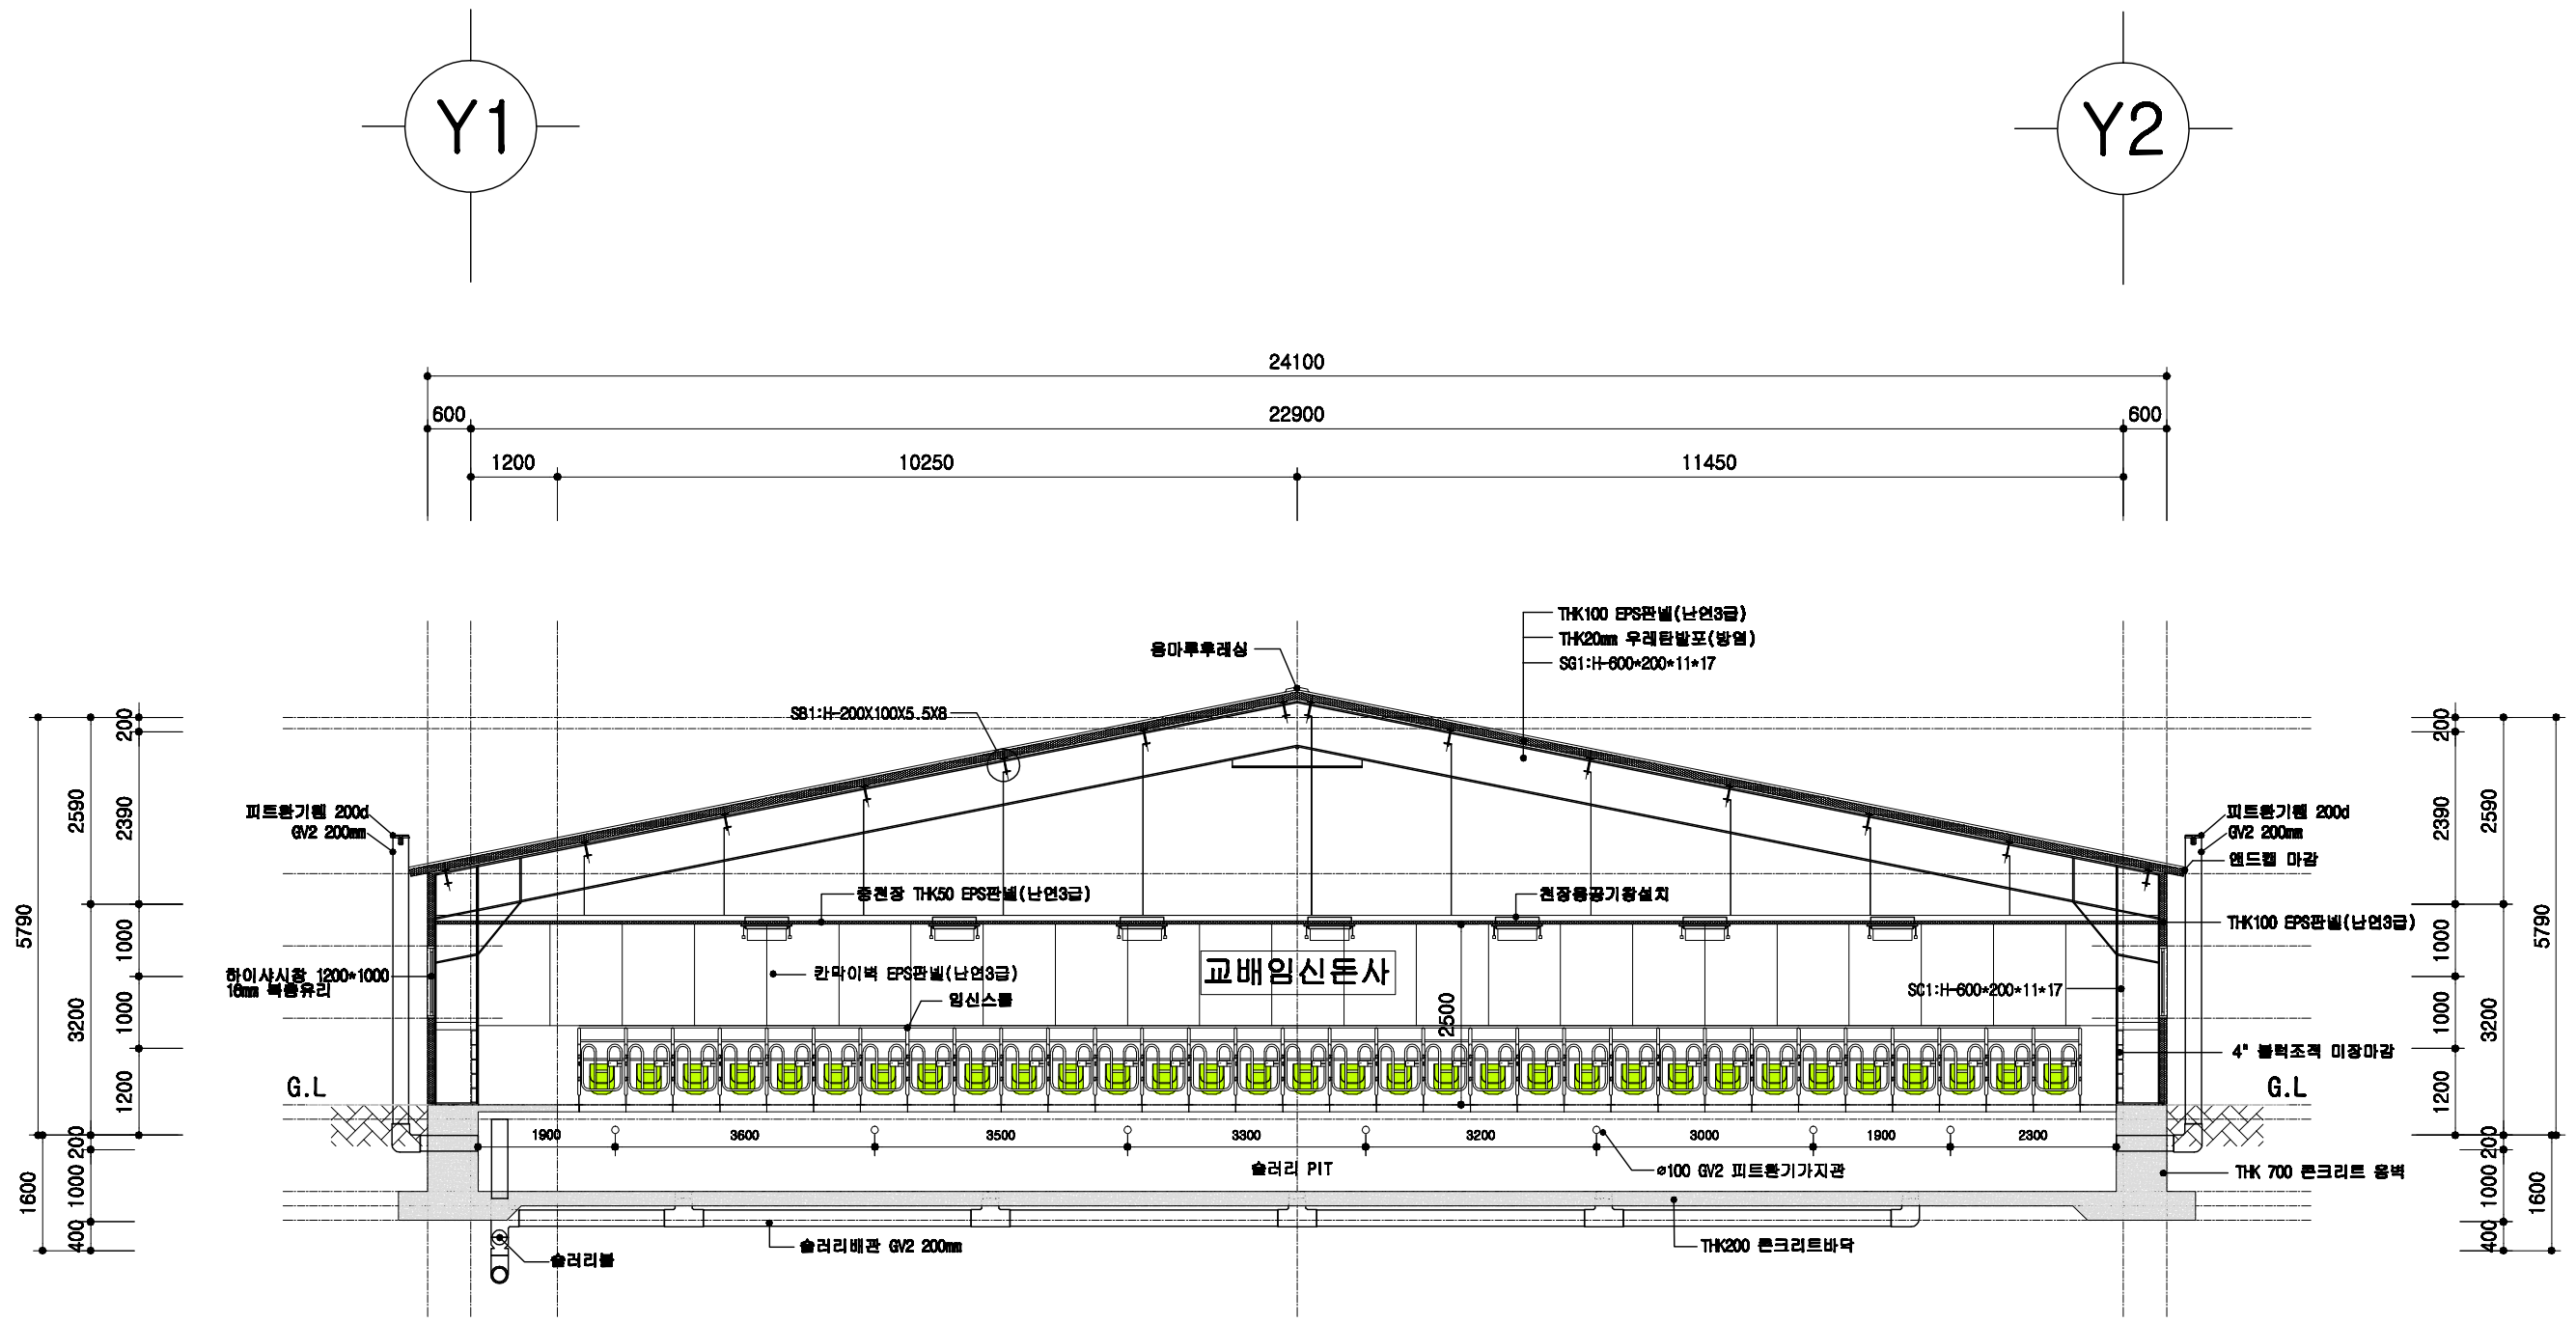 Y1
Y2
24100
600
22900
600
1200
10250
11450
THK100 EPS판넬(난연3급)
THK20mm 우레탄발포(방염)
SG1:H-600*200*11*17
용마루후레싱
SB1:H-200X100X5.5X8
200
2590
2390
5790
1000
3200
1000
1200
200
1000
1600
400
피트환기휀 200d
GV2 200mm
하이샤시창 1200*1000
16mm 복층유리
G.L
중천장 THK50 EPS판넬(난연3급)
천장용공기창설치
칸막이벽 EPS판넬(난연3급)
임신스톨
교배임신돈사
2500
SC1:H-600*200*11*17
피트환기휀 200d
GV2 200mm
앤드캡 마감
THK100 EPS판넬(난연3급)
4" 블럭조적 미장마감
G.L
THK 700 콘크리트 옹벽
200
2390
2590
1000
5790
1000
3200
1200
200
1000
1600
400
1900
3600
3500
3300
3200
3000
1900
2300
슬러리 PIT
ø100 GV2 피트환기가지관
슬러리볼
슬러리배관 GV2 200mm
THK200 콘크리트바닥